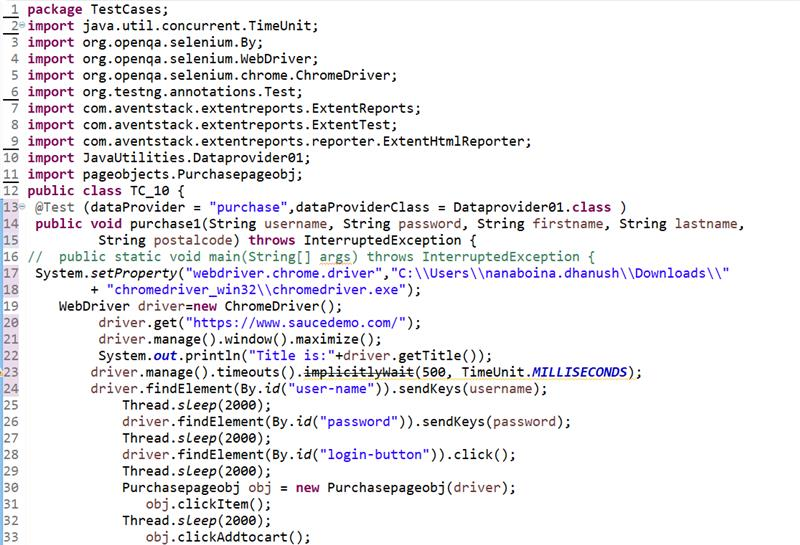 1 package TestCases;
2 import java.util.concurrent.TimeUnit;
3 import org.openqa.selenium.By;
4 import org.openqa.selenium.WebDriver;
5 import org.openqa.selenium.chrome.ChromeDriver;
6 import org.testng.annotations.Test;
7 import com.aventstack.extentreports.ExtentReports;
8 import com.aventstack.extentreports.ExtentTest;
9 import com.aventstack.extentreports.reporter.ExtentHtmlReporter;
10 import JavaUtilities.Dataprovider01;
11 import pageobjects.Purchasepageobj;
12 public class TC_10 {
13 @Test (dataProvider = "purchase",dataProviderClass = Dataprovider01.class )
14 public void purchase1(String username, String password, String firstname, String lastname,
15 String postalcode) throws InterruptedException {
16 // public static void main(String[] args) throws InterruptedException {
17 System.setProperty("webdriver.chrome.driver","C:\\Users\\nanaboina.dhanush\\Downloads\\"
18 + "chromedriver_win32\\chromedriver.exe");
19 WebDriver driver=new ChromeDriver();
20 driver.get("https://www.saucedemo.com/");
21 driver.manage().window().maximize();
22 System.out.println("Title is:"+driver.getTitle());
23 driver.manage().timeouts().implicitlyWait(500, TimeUnit.MILLISECONDS);
24 driver.findElement(By.id("user-name")).sendKeys(username);
25 Thread.sleep(2000);
26 driver.findElement(By.id("password")).sendKeys(password);
27 Thread.sleep(2000);
28 driver.findElement(By.id("login-button")).click();
29 Thread.sleep(2000);
30 Purchasepageobj obj = new Purchasepageobj(driver);
31 obj.clickItem();
32 Thread.sleep(2000);
33 obj.clickAddtocart();